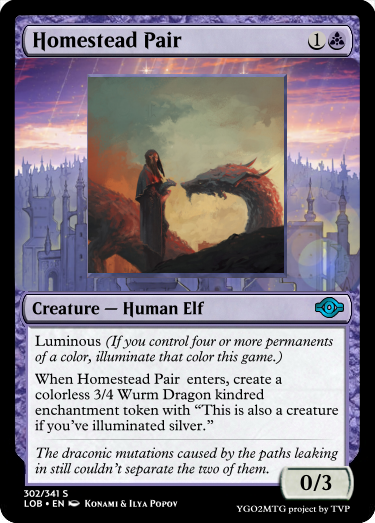 Homestead Pair 1
Creature — Human Elf
Luminous (If you control four or more permanents
of a color, illuminate that color this game.)
When Homestead Pair enters, create a
colorless 3/4 Wurm Dragon kindred
enchantment token with “This is also a creature
if you’ve illuminated silver.”
The draconic mutations caused by the paths leaking
in still couldn’t separate the two of them.
0/3
302/341 S
LOB • EN KONAMI & ILYA POPOV
YGO2MTG project by TVP